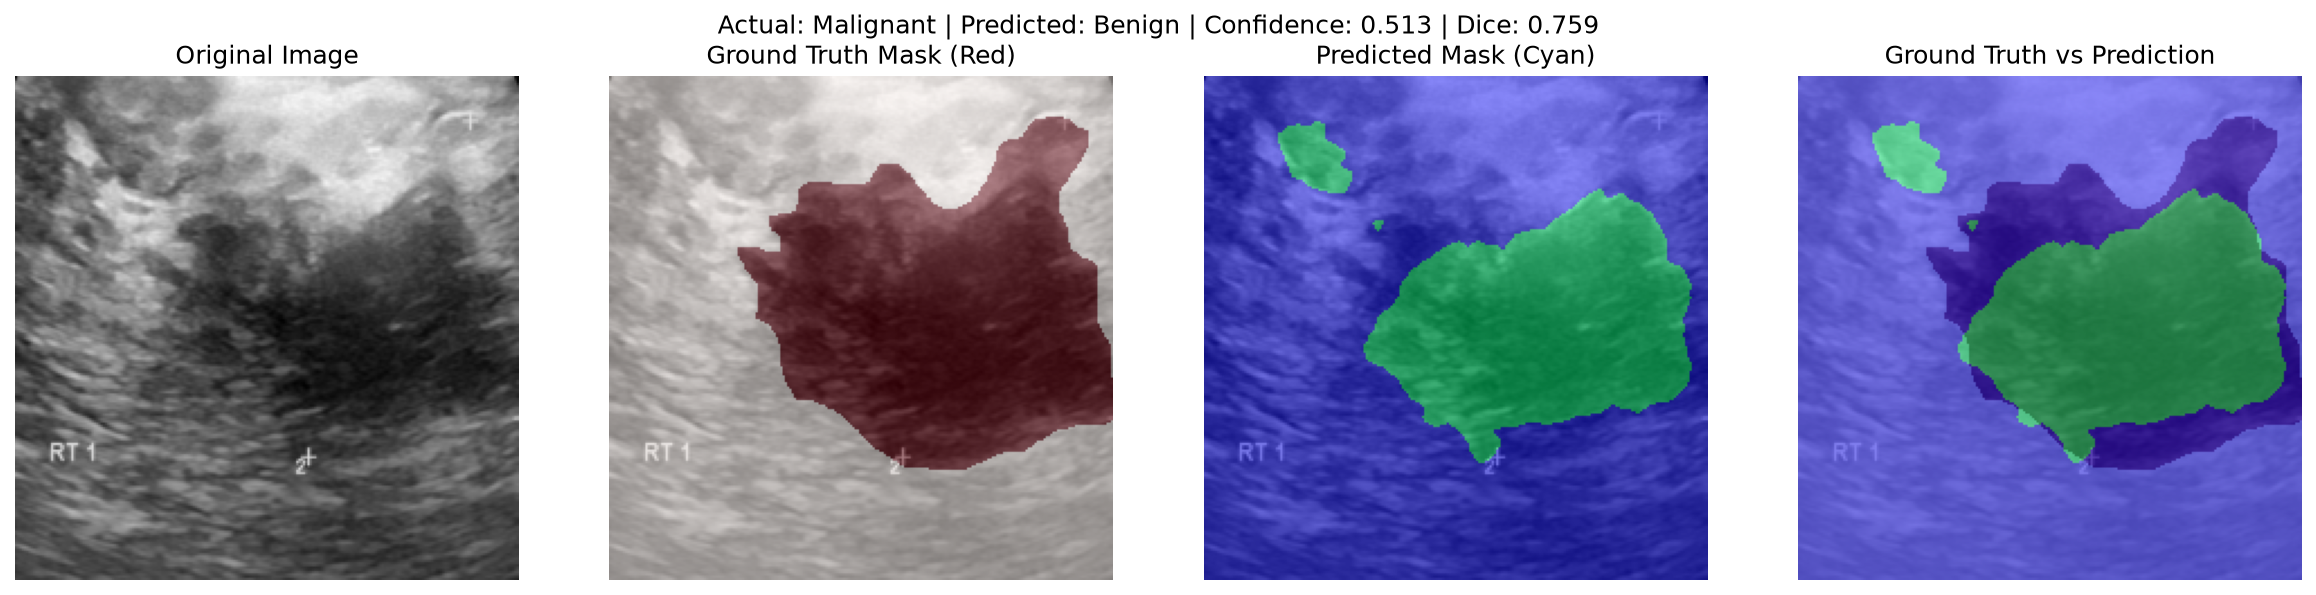 Actual: Malignant | Predicted: Benign | Confidence: 0.513 | Dice: 0.759
Original Image
Ground Truth Mask (Red)
Predicted Mask (Cyan)
Ground Truth vs Prediction
RT 1
2
RT 1
2
RT 1
2
RT 1
2